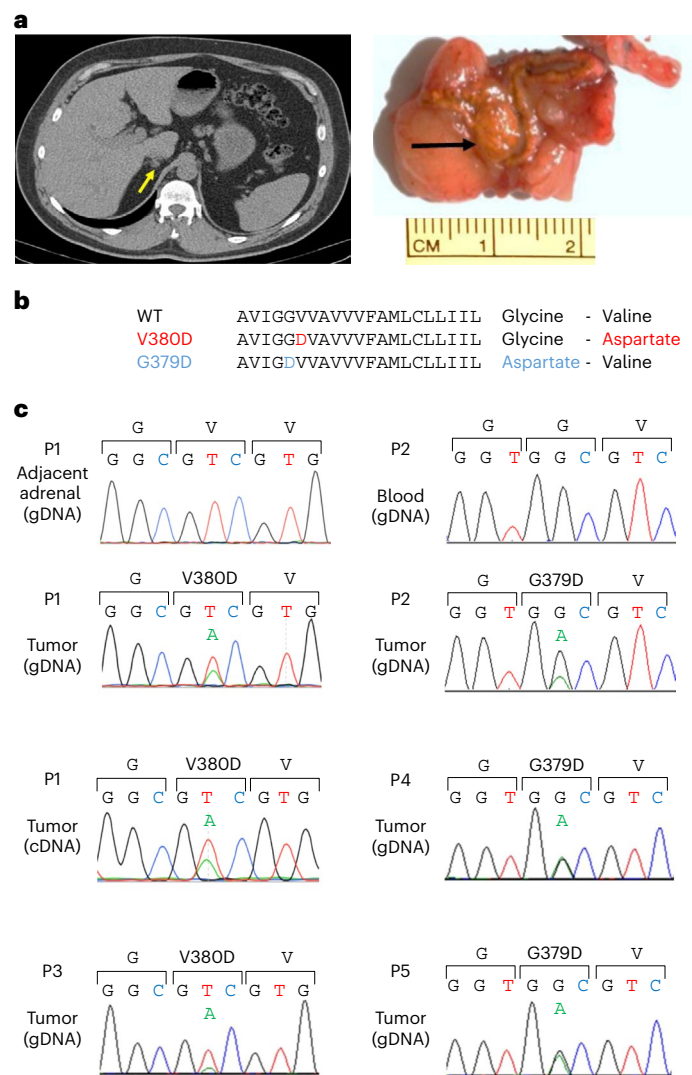 a
CM 1 2
b
WT AVIGGVVAVVVFAMLCLLIIL Glycine - Valine
V380D AVIGGDVAVVVFAMLCLLIIL Glycine - Aspartate
G379D AVIGDVVAVVVFAMLCLLIIL Aspartate - Valine
c
P1
Adjacent
adrenal
(gDNA)
G V V
G G C G T C G T G
P2
Blood
(gDNA)
G G V
G G T G G C G T C
P1
Tumor
(gDNA)
G V380D V
G G C G T C G T G
A
P2
Tumor
(gDNA)
G G379D V
G G T G G C G T C
A
P1
Tumor
(cDNA)
G V380D V
G G C G T C G T G
A
P4
Tumor
(gDNA)
G G379D V
G G T G G C G T C
A
P3
Tumor
(gDNA)
G V380D V
G G C G T C G T G
A
P5
Tumor
(gDNA)
G G379D V
G G T G G C G T C
A